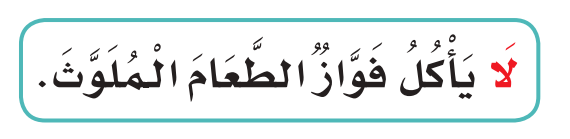 لَا يَأْكُلُ فَوَّازٌ الطَّعَامَ الْمُلَوَّثَ.